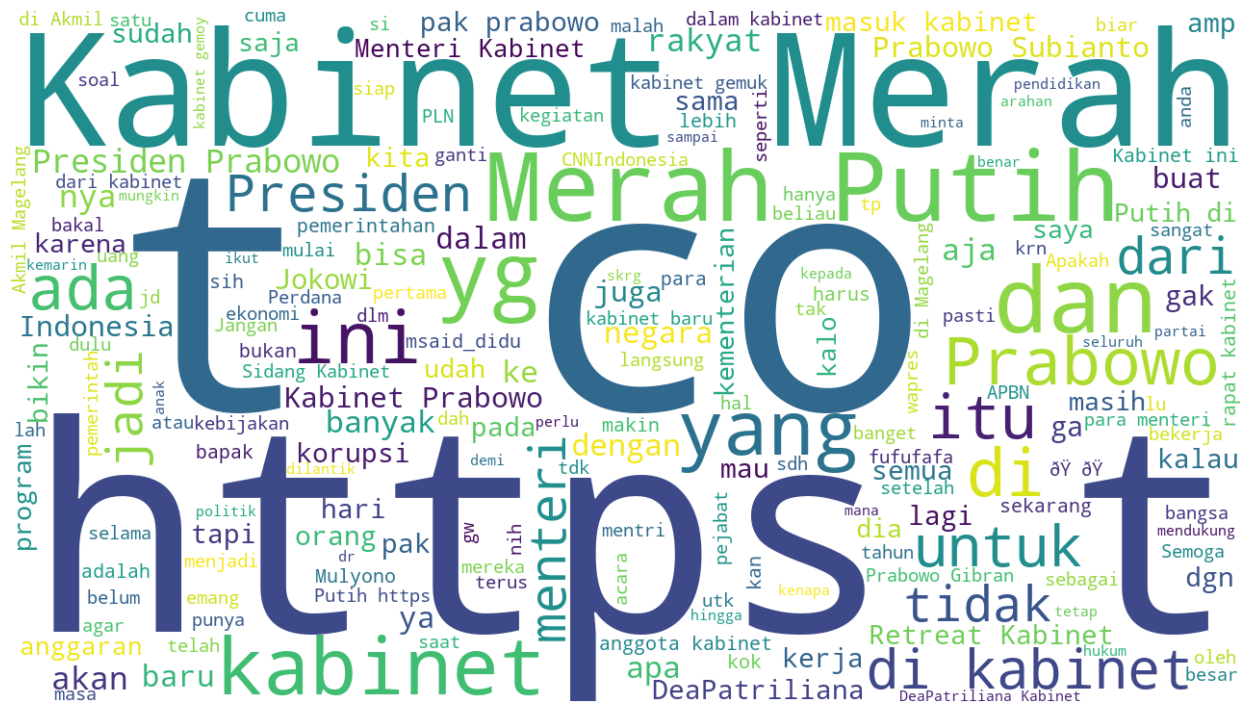 di Akmil
satu
cuma
si
pak prabowo
malah
dalam kabinet
masuk kabinet
biar
amp
sudah
saja
Menteri Kabinet
rakyat
Prabowo Subianto
Kabinet Merah
soal
kabinet gemoy
siap
PLN
kegiatan
kabinet gemuk
sama
lebih
sampai
seperti
pendidikan
arahan
minta
anda
Presiden Prabowo
kita
ganti
CNNIndonesia
benar
Kabinet ini
dari kabinet
nya
mungkin
Presiden
Merah Putih
hanya
beliau
tp
buat
Putih di
bakal
karena
Akmil Magelang
kemarin
uang
mulai
pemerintahan
bisa
dalam
kementerian
saya
sangat
aja
krn
Apakah
dari
t co
ada
jd
ikut
sih
Jokowi
pertama
yg
skrg
para
juga
kepada
harus
tak
di Magelang
dan
gak
Indonesia
dulu
Perdana
ekonomi
Jangan
dlm
bukan
ini
msaid_didu
kabinet baru
negara
langsung
kalo
pasti
partai
seluruh
rapat kabinet
Sidang Kabinet
udah
ke
wapres
Prabowo
bikin
jadi
pemerintah
anak
Kabinet Prabowo
hal
APBN
masih
lu
lah
atau
kebijakan
banyak
dah
pada
perlu
makin
yang
banget
itu
ga
para menteri
bekerja
program
bapak
korupsi
dilantik
demi
dengan
tdk
mau
sdh
fufufafa
semua
setelah
di
ðŸ ðŸ
kalau
https t
politik
hari
selama
tapi
orang
pak
gw
nih
menteri
mentri
pejabat
mana
dia
lagi
sekarang
tahun
bangsa
mendukung
Semoga
adalah
menjadi
dr
Mulyono
mereka
terus
acara
kan
kenapa
untuk
Prabowo Gibran
sebagai
dgn
belum
emang
punya
Putih https
utk
hingga
tidak
tetap
agar
ya
anggaran
telah
saat
anggota kabinet
kok
kerja
Retreat Kabinet
hukum
oleh
akan
masa
baru
kabinet
apa
DeaPatriliana
di kabinet
besar
DeaPatriliana Kabinet